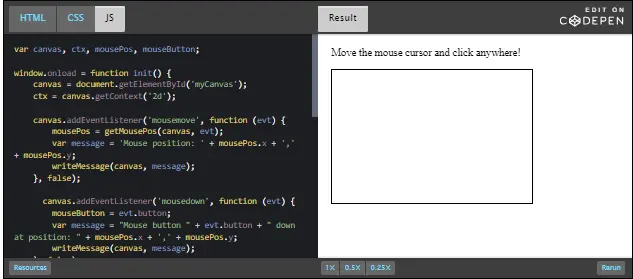 HTML CSS JS Result EDIT ON
CODEPEN
Move the mouse cursor and click anywhere!
var canvas, ctx, mousePos, mouseButton;
window.onload = function init() {
canvas = document.getElementById('myCanvas');
ctx = canvas.getContext('2d');
canvas.addEventListener('mousemove', function (evt) {
mousePos = getMousePos(canvas, evt);
var message = 'Mouse position: ' + mousePos.x + ','
+ mousePos.y;
writeMessage(canvas, message);
}, false);
canvas.addEventListener('mousedown', function (evt) {
mouseButton = evt.button;
var message = "Mouse button " + evt.button + " down
at position: " + mousePos.x + ',' + mousePos.y;
writeMessage(canvas, message);
Resources 1X 0.5X 0.25X Rerun